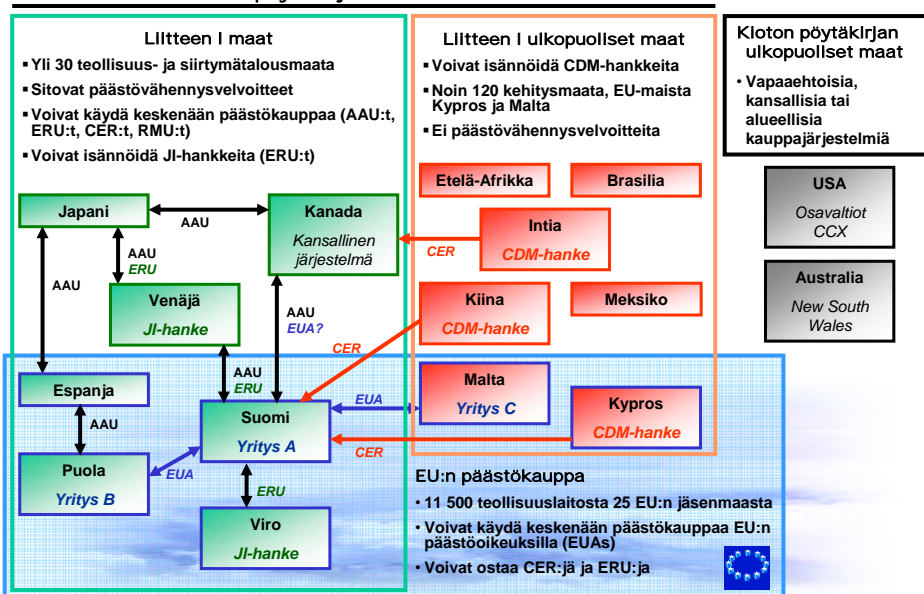 Liitteen I maat
▪ Yli 30 teollisuus- ja siirtymätalousmaata
▪ Sitovat päästövähennysvelvoitteet
▪ Voivat käydä keskenään päästökauppaa (AAU:t,
ERU:t, CER:t, RMU:t)
▪ Voivat isännöidä JI-hankkeita (ERU:t)
Liitteen I ulkopuoliset maat
▪ Voivat isännöidä CDM-hankkeita
▪ Noin 120 kehitysmaata, EU-maista
Kypros ja Malta
▪ Ei päästövähennysvelvoitteita
Kioton pöytäkirjan
ulkopuoliset maat
• Vapaaehtoisia,
kansallisia tai
alueellisia
kauppajärjestelmiä
Etelä-Afrikka
Brasilia
USA
Osavaltiot
CCX
Japani
AAU
Kanada
Kansallinen
järjestelmä
Intia
CDM-hanke
CER
AAU
ERU
AAU
Australia
New South
Wales
Venäjä
JI-hanke
AAU
EUA?
Kiina
CDM-hanke
Meksiko
CER
AAU
ERU
Espanja
Malta
Yritys C
Suomi
Yritys A
EUA
Kypros
CDM-hanke
AAU
Puola
Yritys B
EUA
CER
ERU
Viro
JI-hanke
EU:n päästökauppa
• 11 500 teollisuuslaitosta 25 EU:n jäsenmaasta
• Voivat käydä keskenään päästökauppaa EU:n
päästöoikeuksilla (EUAs)
• Voivat ostaa CER:jä ja ERU:ja